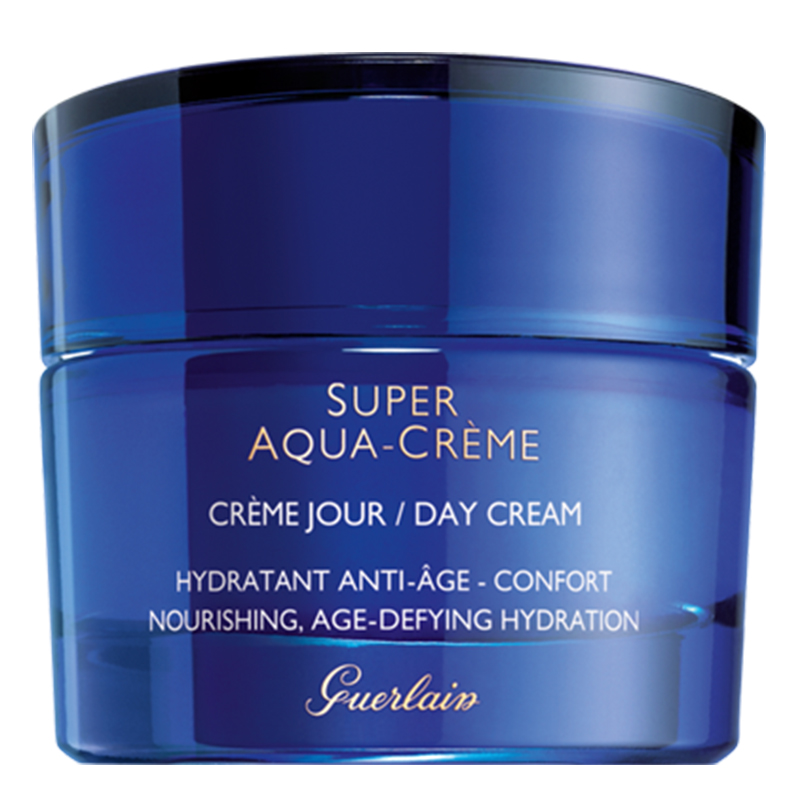 SUPER
AQUA-CRÈME
CRÈME JOUR / DAY CREAM
HYDRATANT ANTI-ÂGE - CONFORT
NOURISHING, AGE-DEFYING HYDRATION
Guerlain